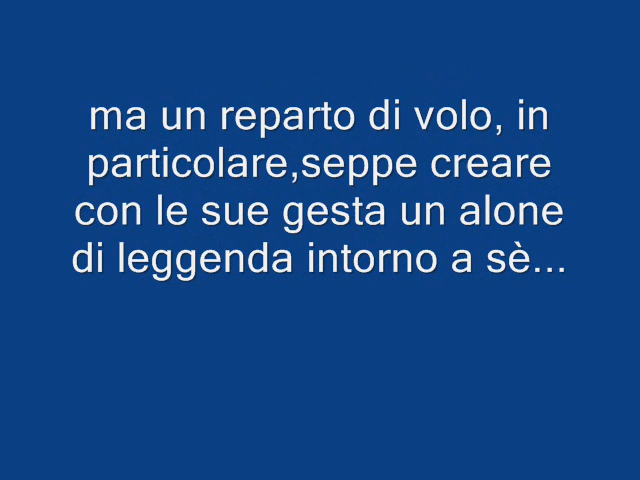 ma un reparto di volo, in
particolare,seppe creare
con le sue gesta un alone
di leggenda intorno a sè...